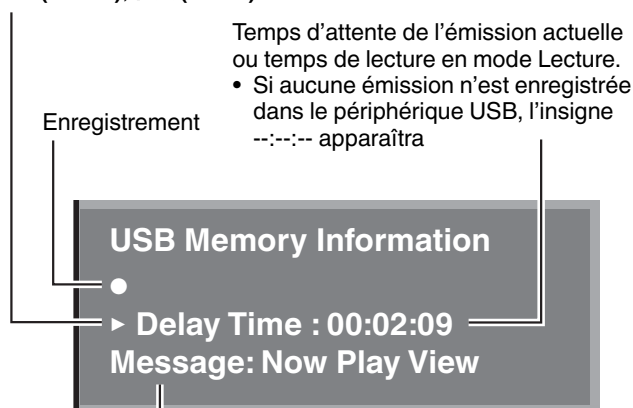 Temps d’attente de l’émission actuelle
ou temps de lecture en mode Lecture.
• Si aucune émission n’est enregistrée
dans le périphérique USB, l’insigne
--:--:-- apparaîtra
Enregistrement
USB Memory Information
●
► Delay Time : 00:02:09
Message: Now Play View